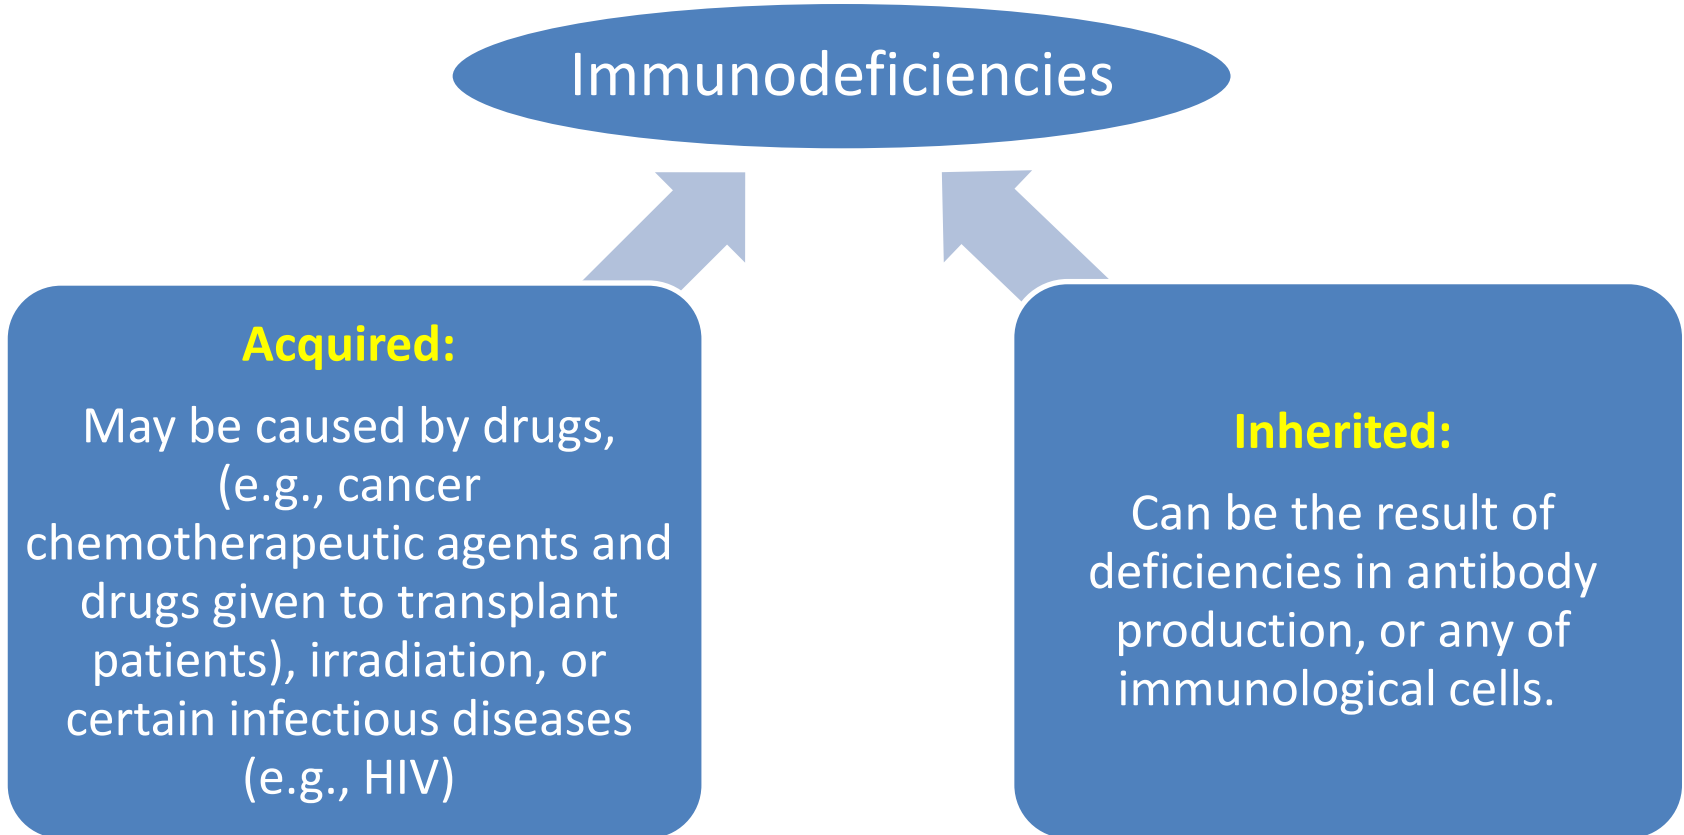 Immunodeficiencies
Acquired:
May be caused by drugs,
(e.g., cancer
chemotherapeutic agents and
drugs given to transplant
patients), irradiation, or
certain infectious diseases
(e.g., HIV)
Inherited:
Can be the result of
deficiencies in antibody
production, or any of
immunological cells.